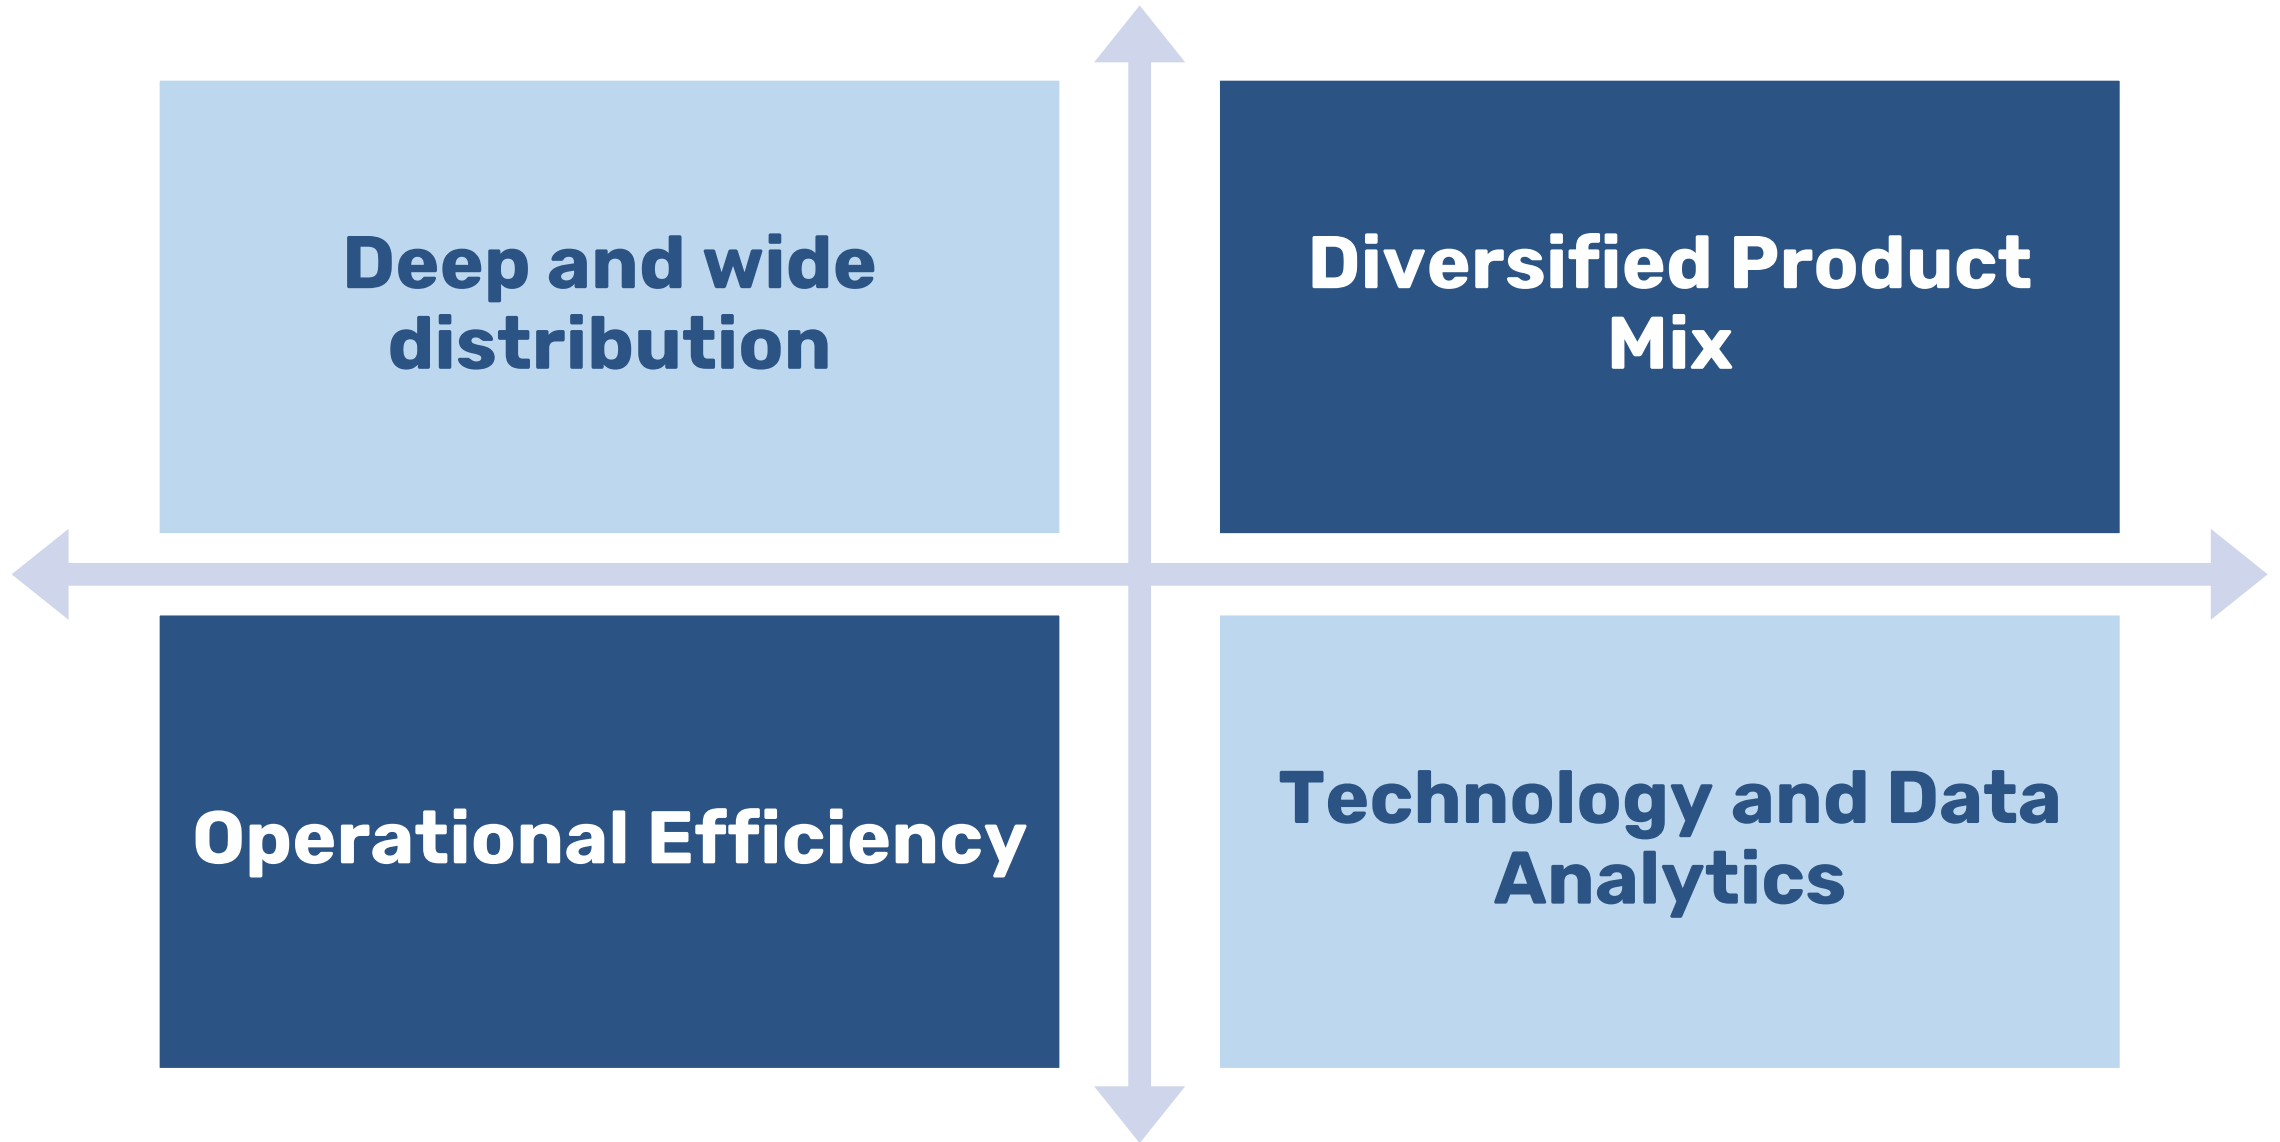 Deep and wide
distribution
Diversified Product
Mix
Operational Efficiency
Technology and Data
Analytics